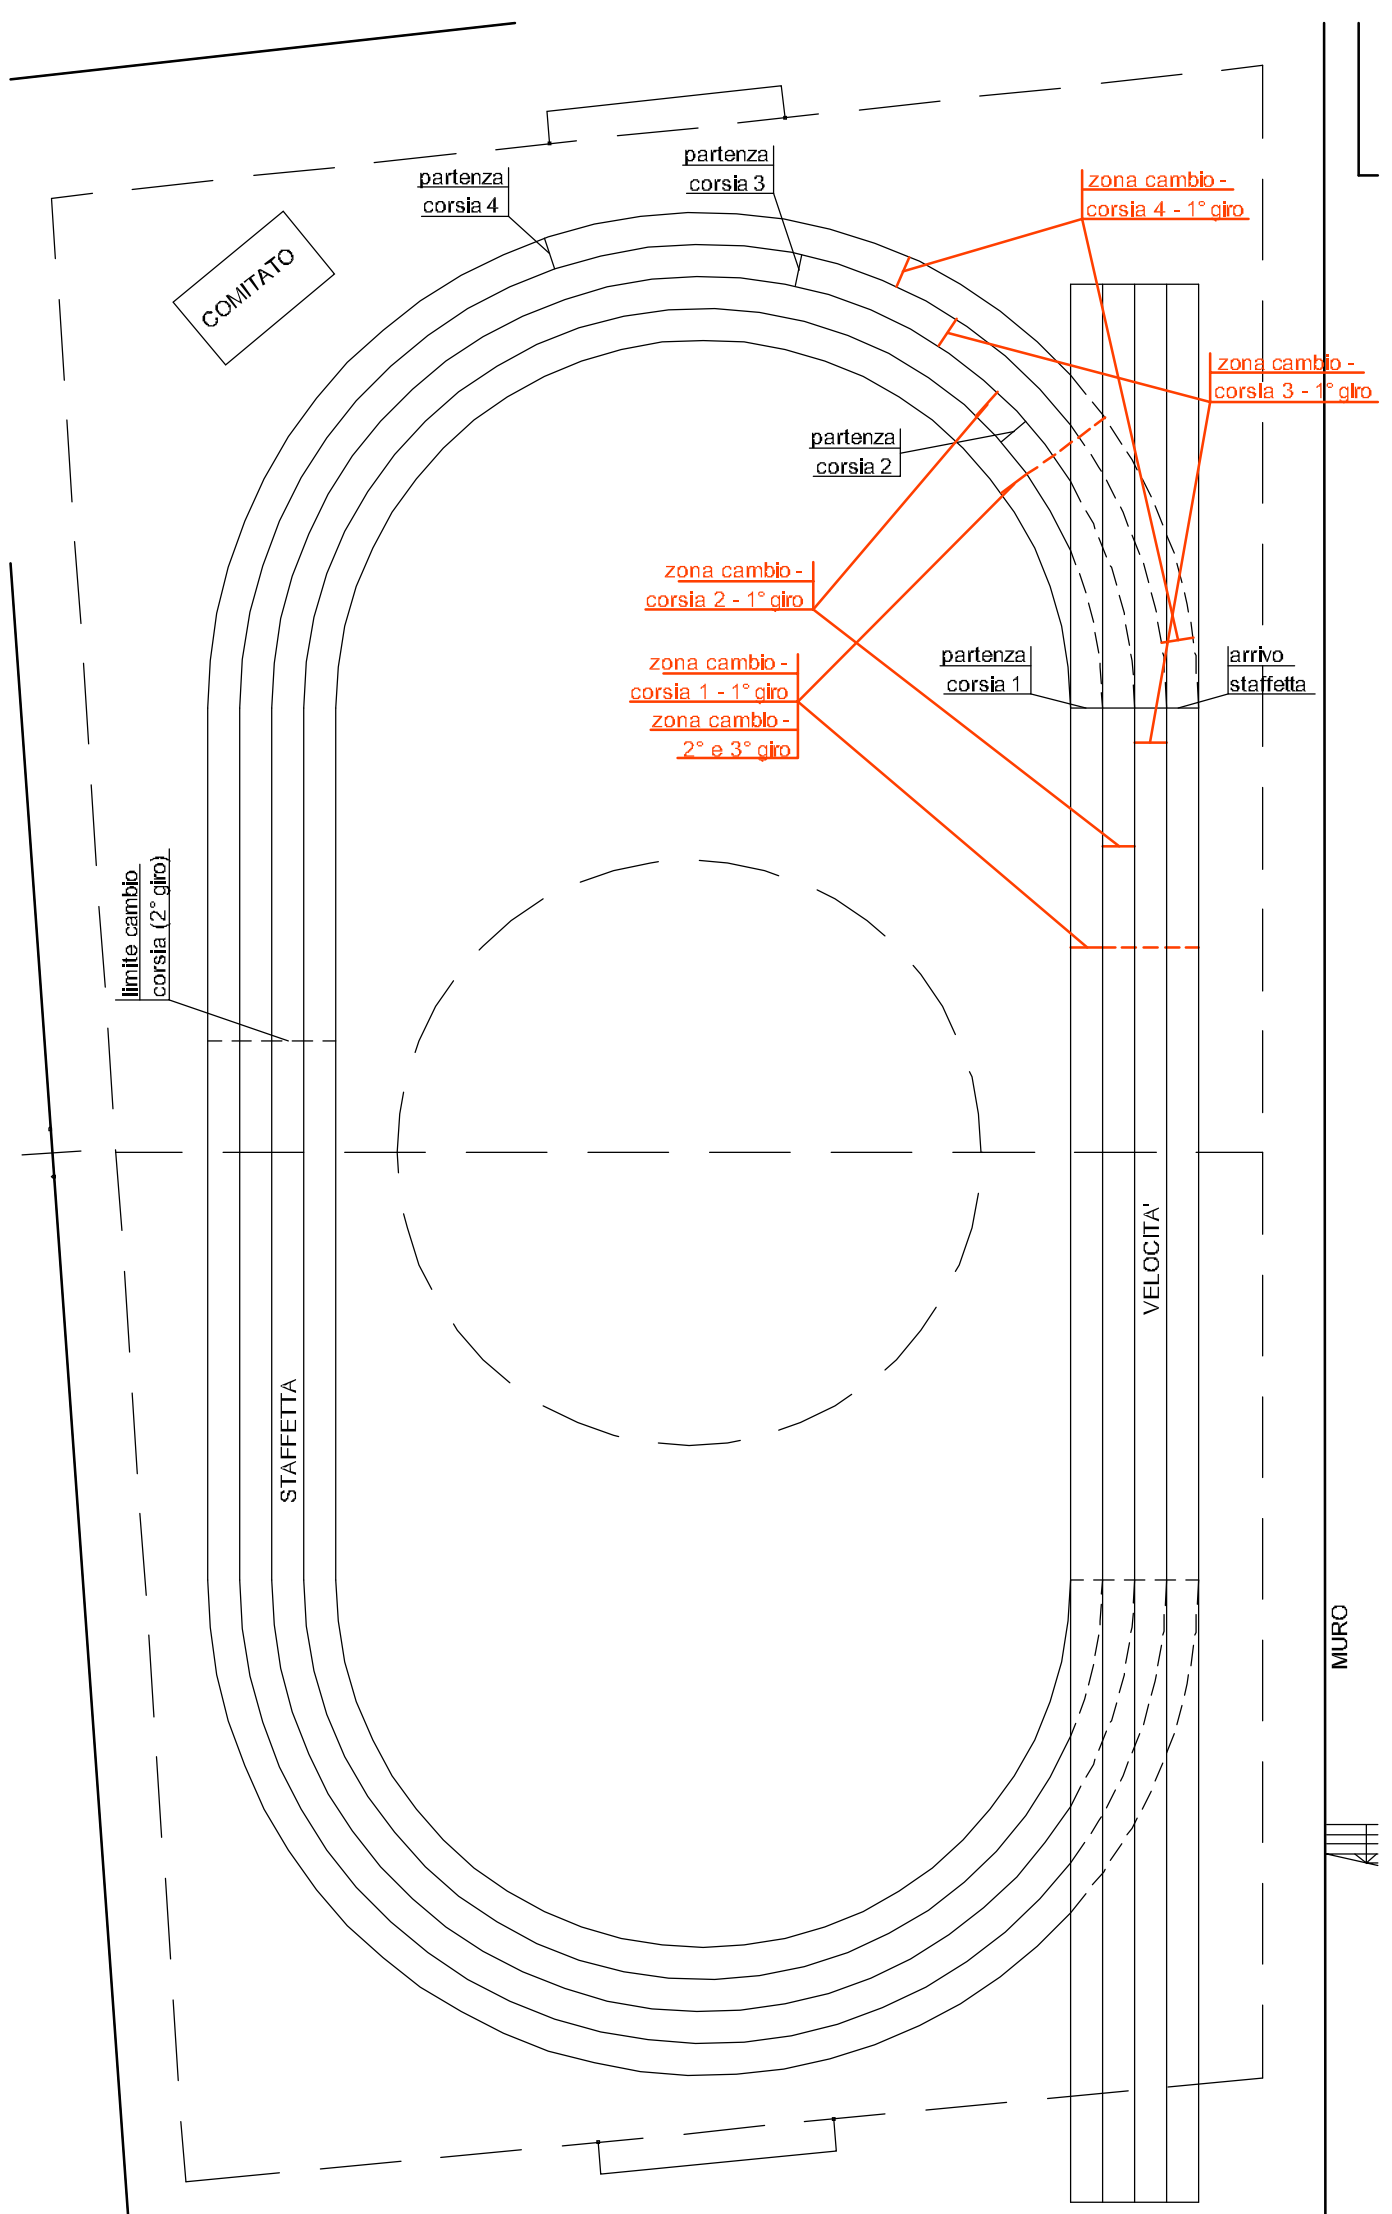 partenza
corsia 3
partenza
corsia 4
zona cambio -
corsia 4 - 1° giro
COMITATO
zona cambio -
corsia 3 - 1° giro
partenza
corsia 2
zona cambio -
corsia 2 - 1° giro
partenza
corsia 1
arrivo
staffetta
zona cambio -
corsia 1 - 1° giro
zona cambio -
2° e 3° giro
limite cambio
corsia (2° giro)
VELOCITA'
STAFFETTA
MURO